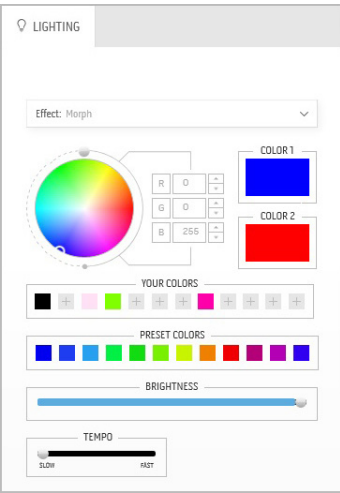 LIGHTING
Effect: Morph
COLOR 1
R 0
G 0
B 255
COLOR 2
YOUR COLORS
PRESET COLORS
BRIGHTNESS
TEMPO
SLOW FAST